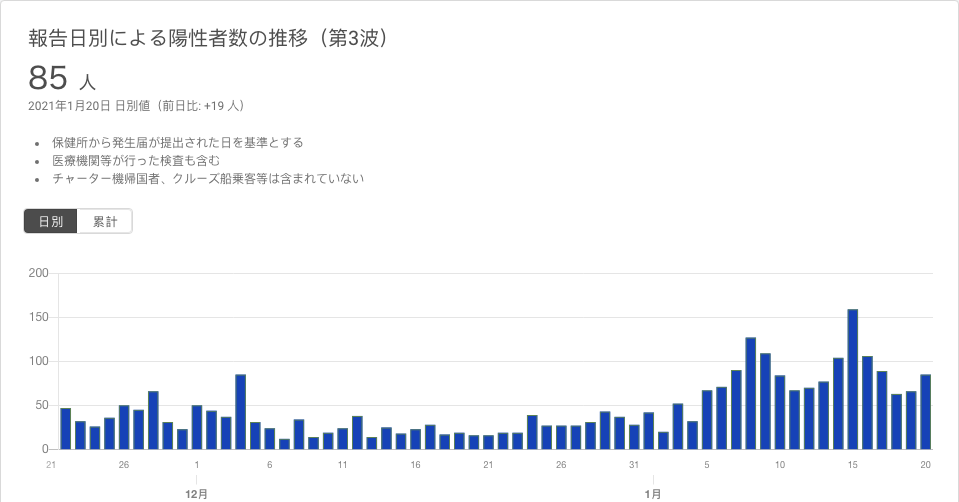 報告日別による陽性者数の推移（第3波）
85 人
2021年1月20日 日別値（前日比: +19 人）
• 保健所から発生届が提出された日を基準とする
• 医療機関等が行った検査も含む
• チャーター機帰国者、クルーズ船乗客等は含まれていない
日別 累計
200
150
100
50
0
21 26 1 6 11 16 21 26 31 5 10 15 20
12月 1月